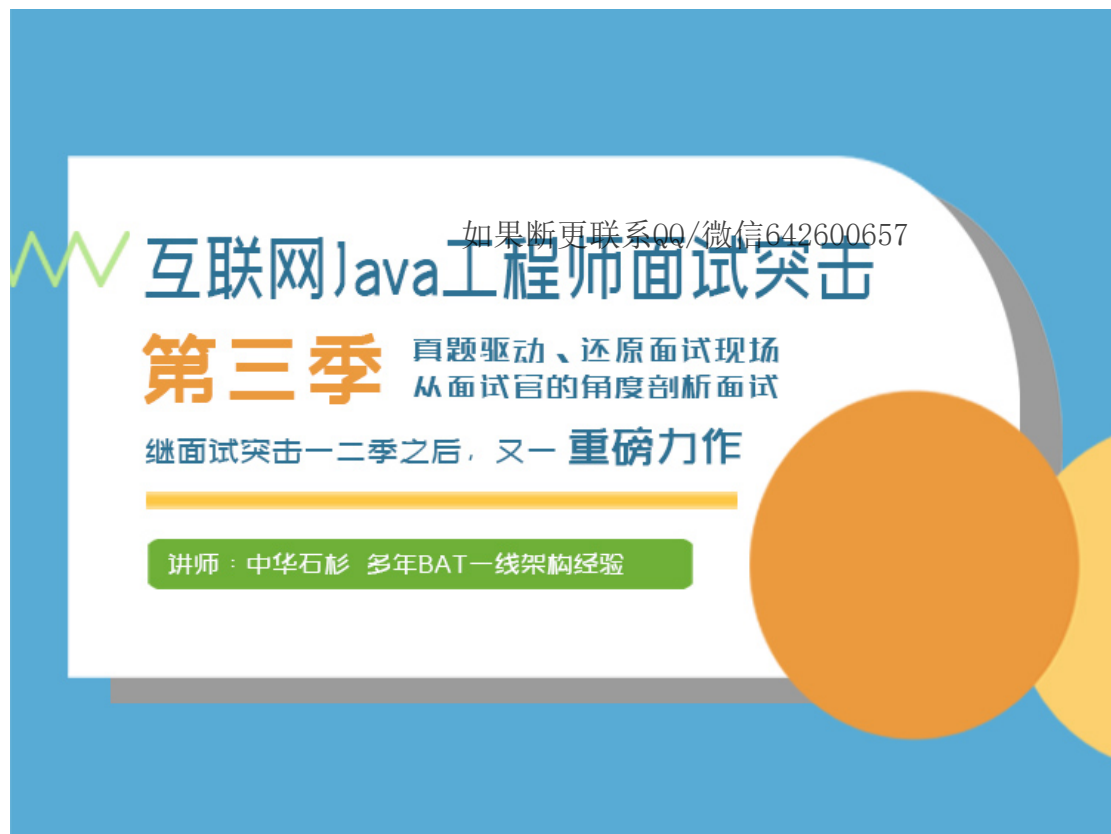 如果断更联系QQ/微信642600657
互联网Java工程师面试突击
第三季
真题驱动、还原面试现场
从面试官的角度剖析面试
继面试突击一二季之后，又一 重磅力作
讲师：中华石杉 多年BAT一线架构经验